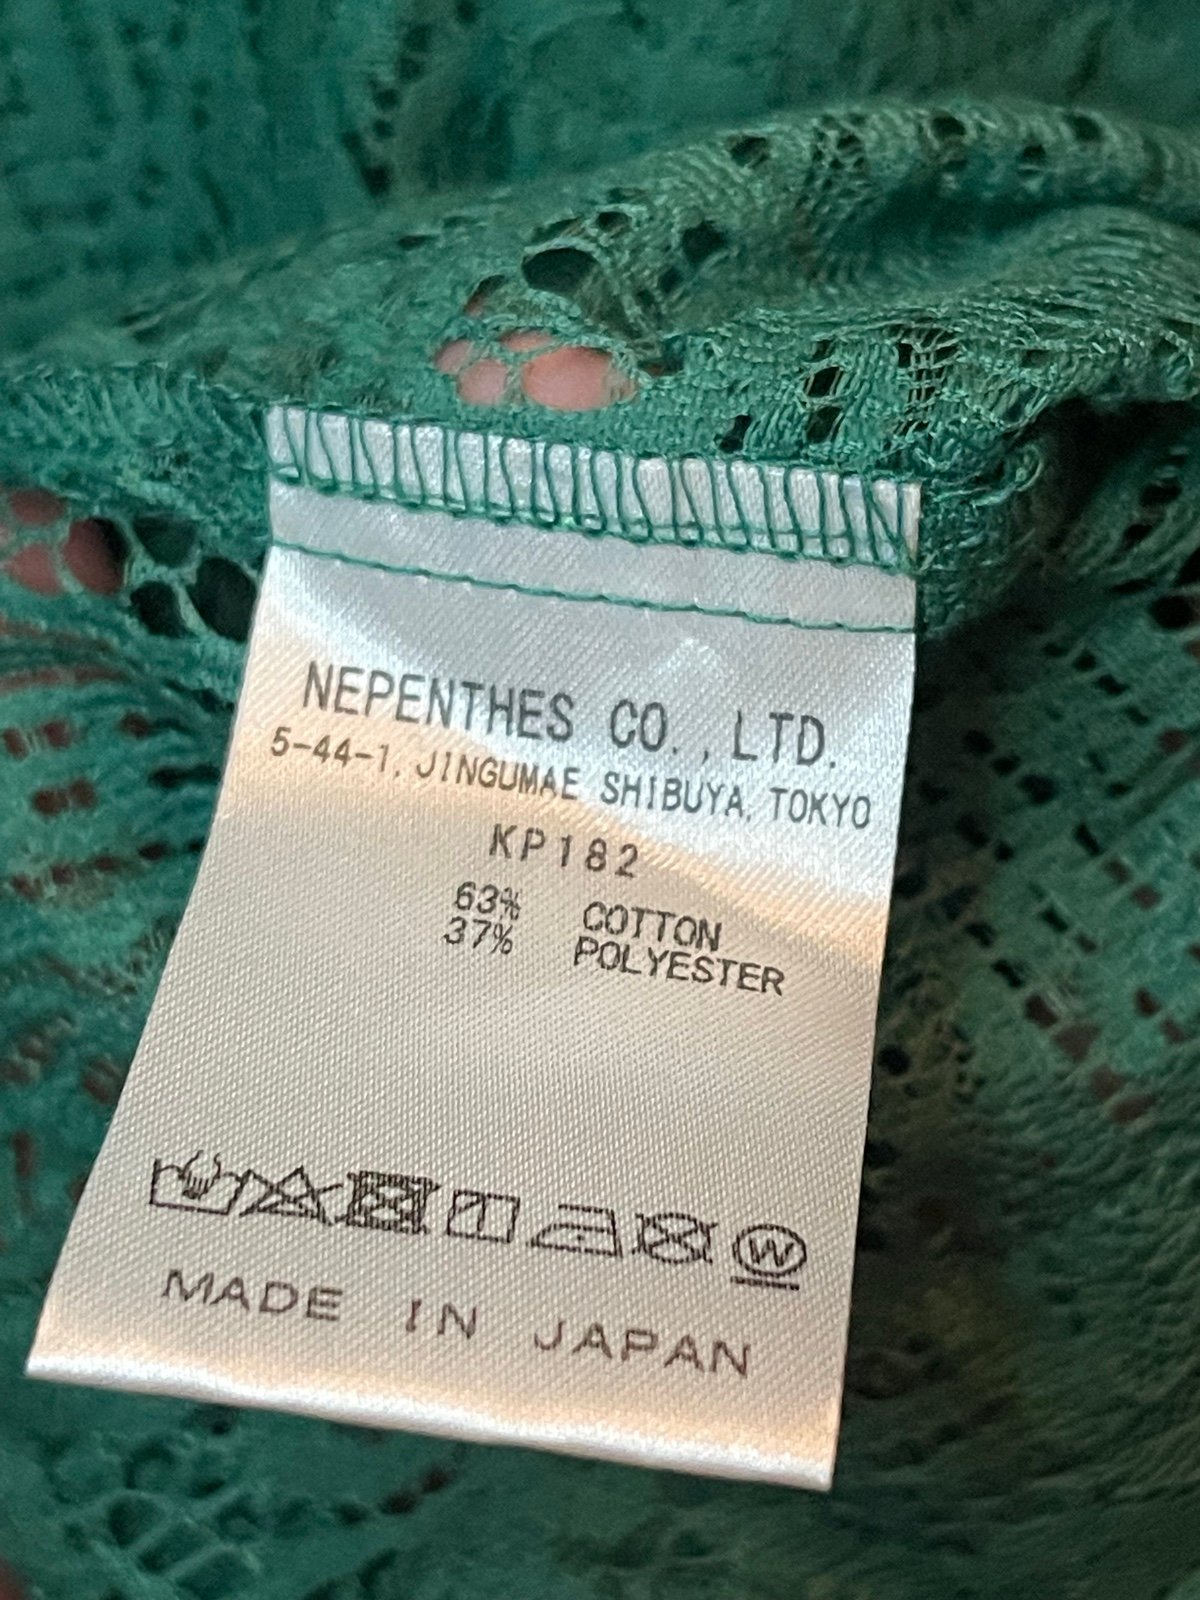 NEPENTHES CO., LTD.
5-44-1, JINGUMAE SHIBUYA, TOKYO
KP182
63% COTTON
37% POLYESTER
W
MADE IN JAPAN